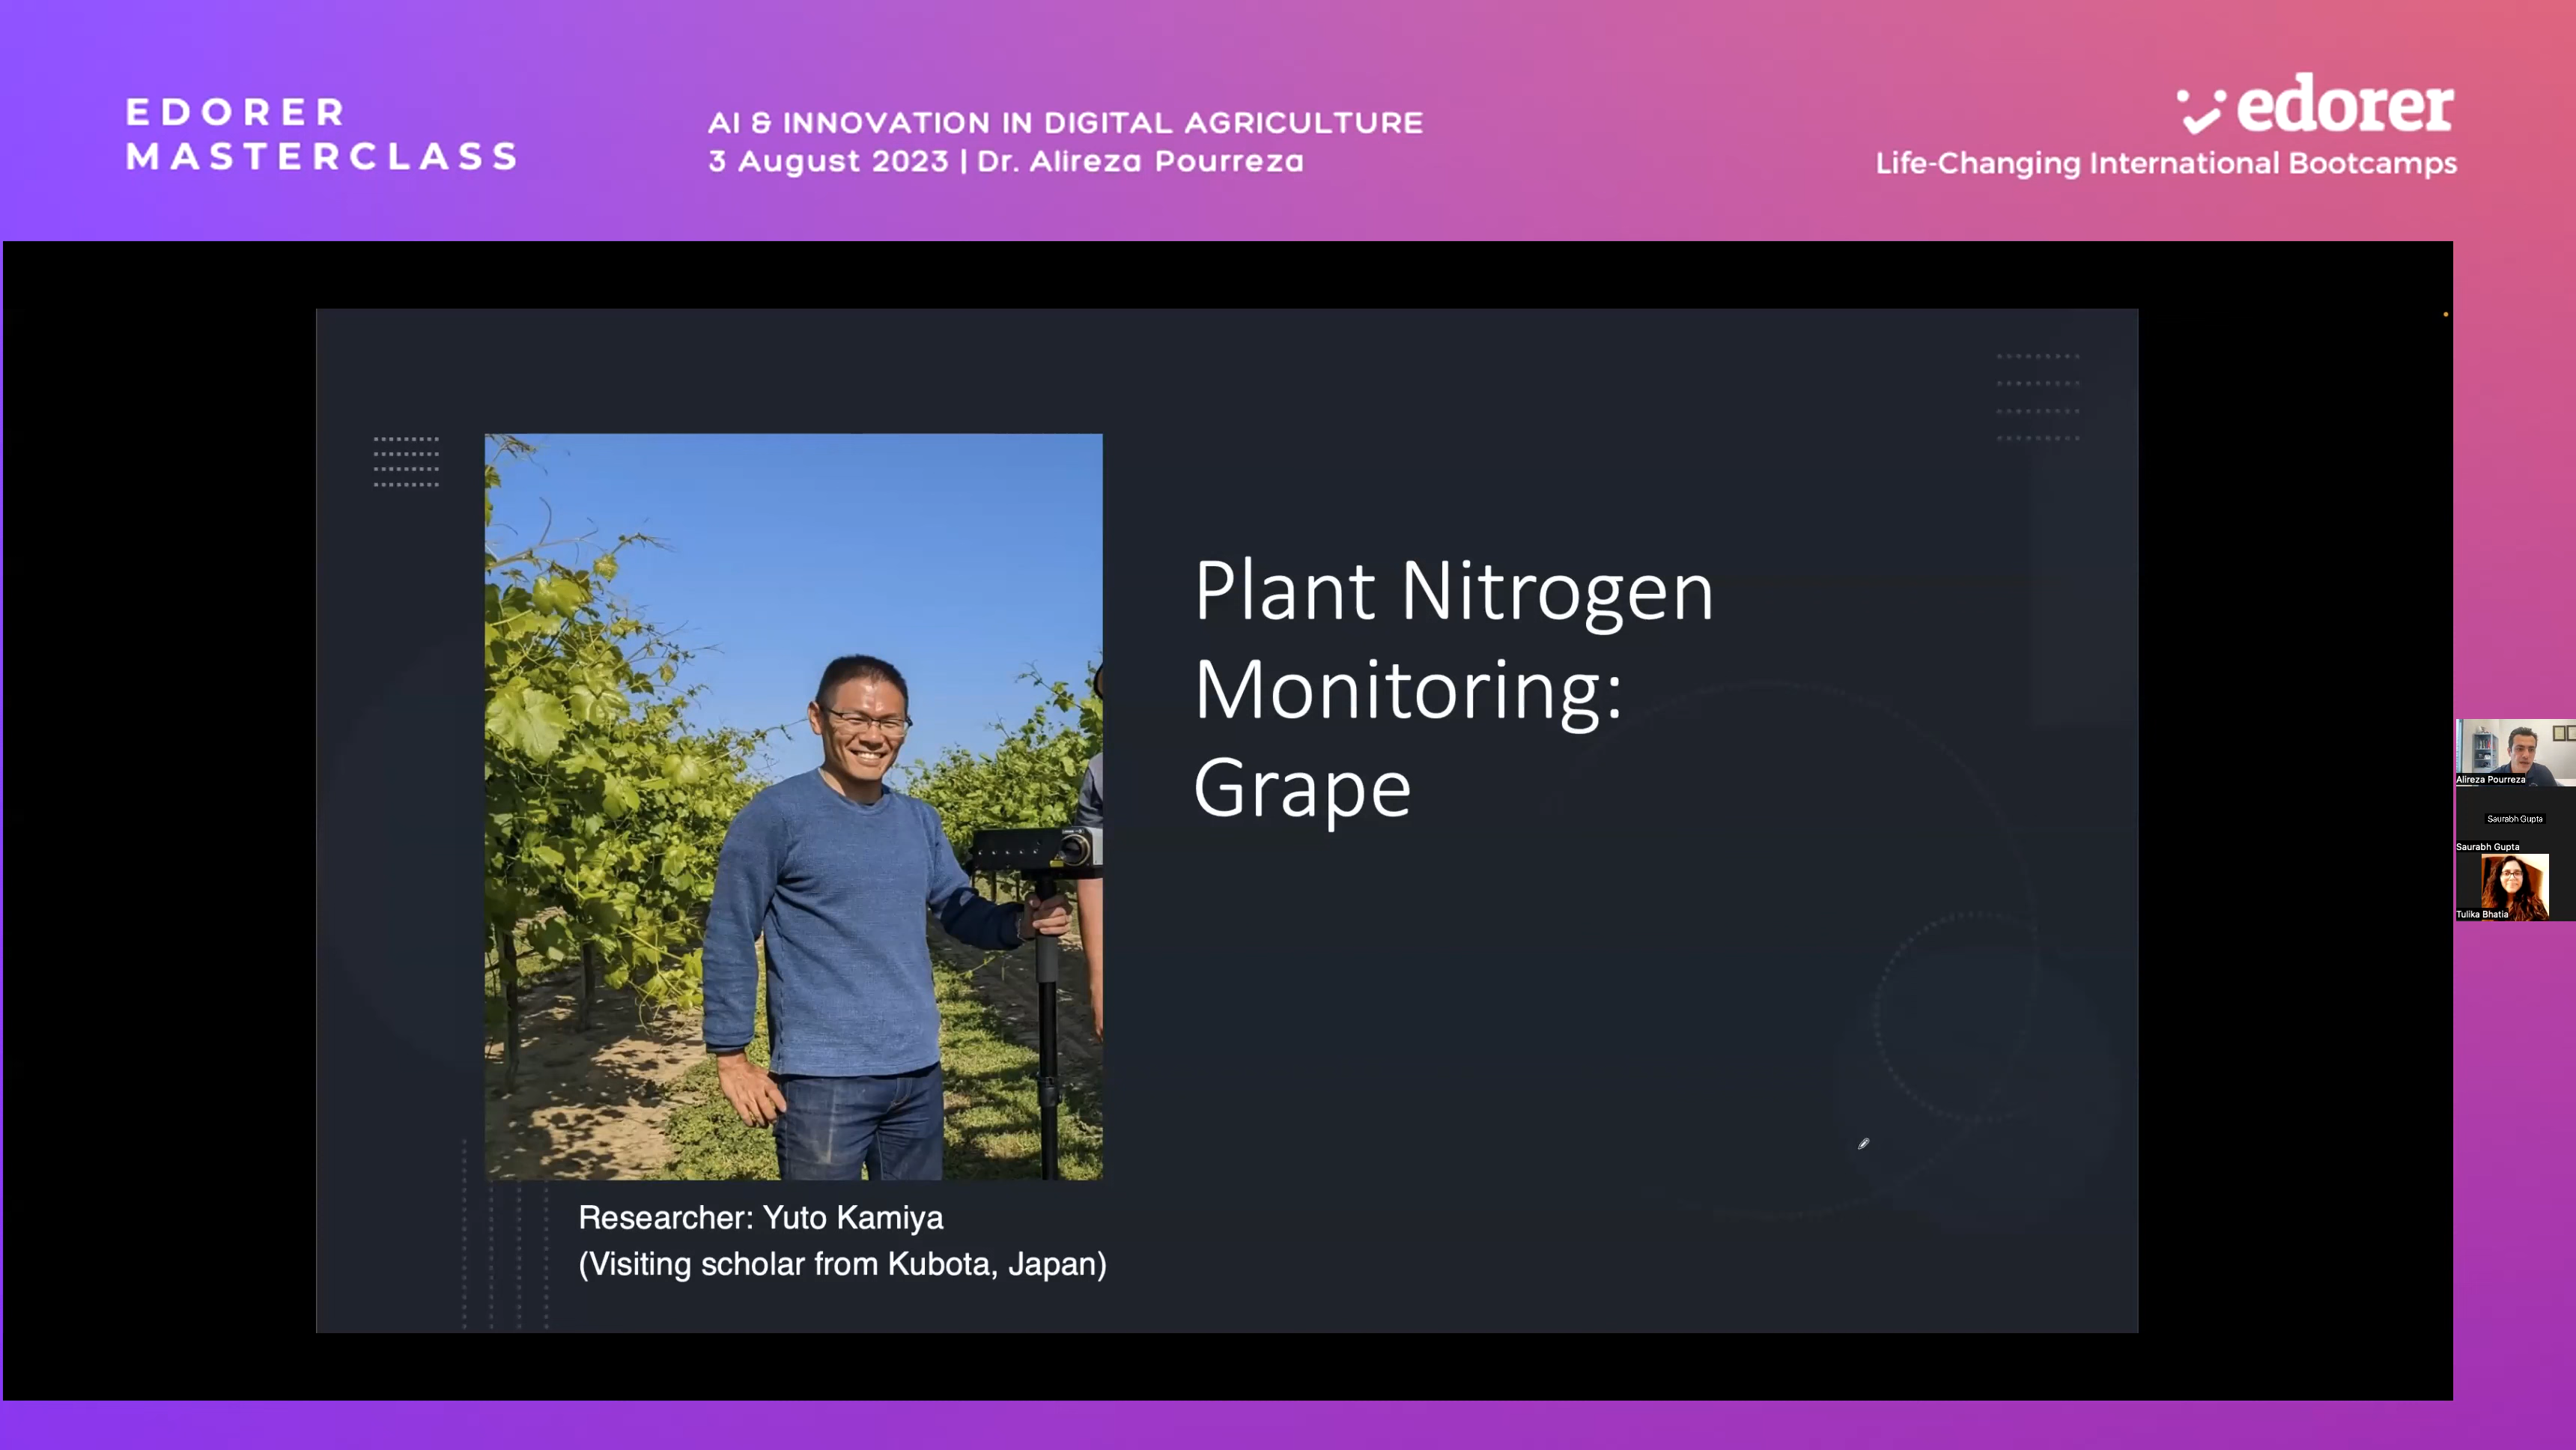 EDORER
MASTERCLASS
AI & INNOVATION IN DIGITAL AGRICULTURE
3 August 2023 | Dr. Alireza Pourreza
edorer
Life-Changing International Bootcamps
Plant Nitrogen
Monitoring:
Grape
Researcher: Yuto Kamiya
(Visiting scholar from Kubota, Japan)
Alireza Pourreza
Saurabh Gupta
Saurabh Gupta
Tulika Bhatia